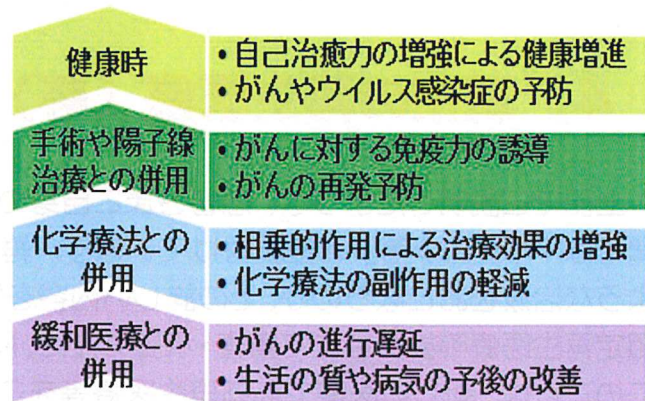 健康時
・自己治癒力の増強による健康増進
・がんやウイルス感染症の予防
手術や陽子線
治療との併用
・がんに対する免疫力の誘導
・がんの再発予防
化学療法との
併用
・相乗的作用による治療効果の増強
・化学療法の副作用の軽減
緩和医療との
併用
・がんの進行遅延
・生活の質や病気の予後の改善